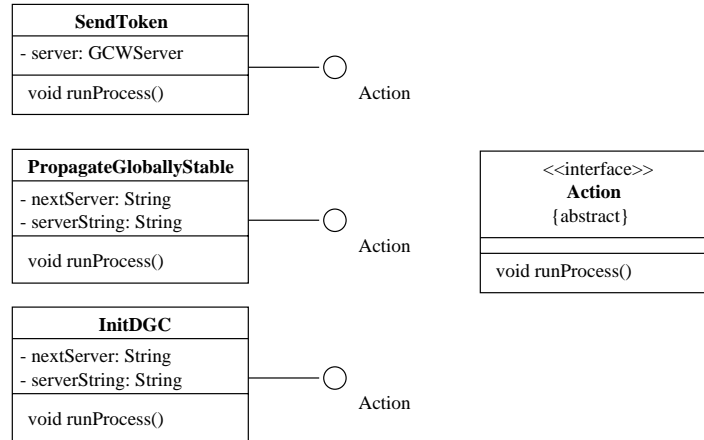 SendToken
- server: GCWServer
void runProcess()
Action
PropagateGloballyStable
- nextServer: String
- serverString: String
void runProcess()
Action
<<interface>>
Action
{abstract}
void runProcess()
InitDGC
- nextServer: String
- serverString: String
void runProcess()
Action